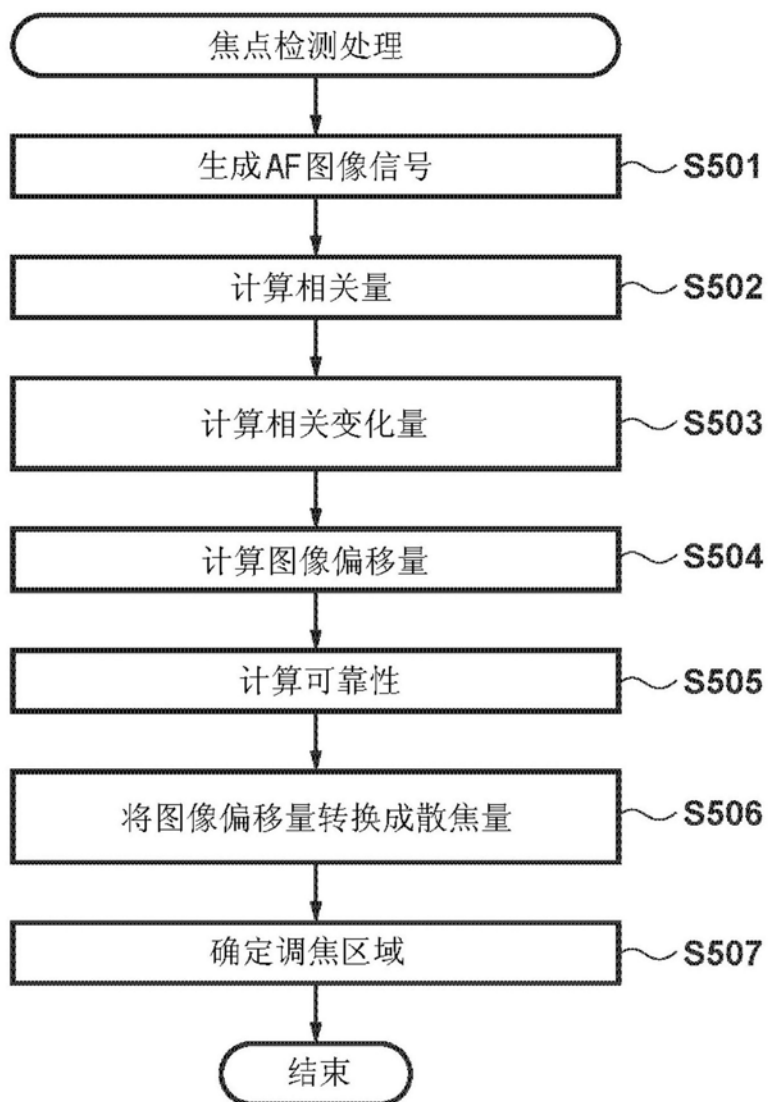 焦点检测处理
生成AF图像信号
S501
计算相关量
S502
计算相关变化量
S503
计算图像偏移量
S504
计算可靠性
S505
将图像偏移量转换成散焦量
S506
确定调焦区域
S507
结束